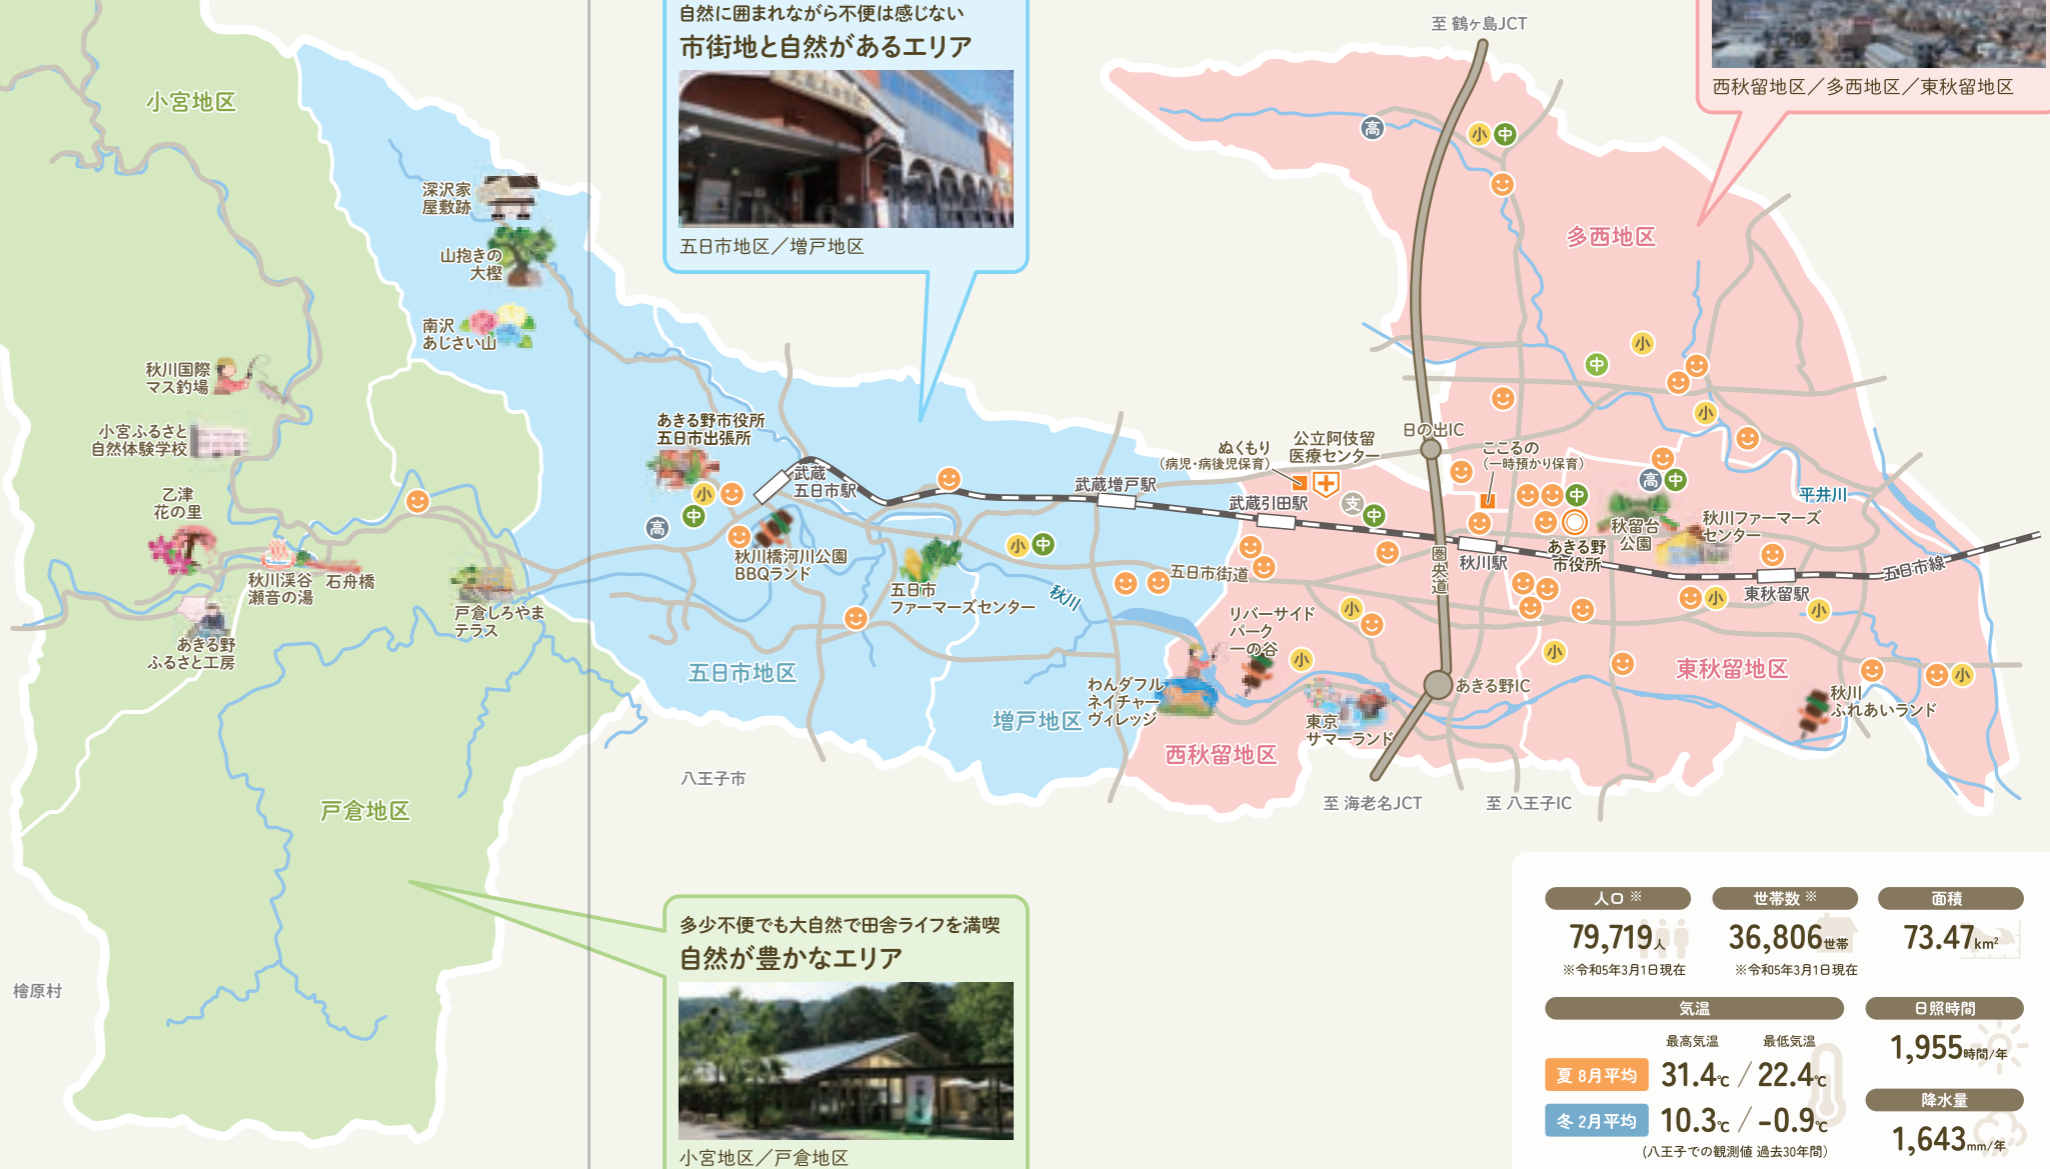 自然に囲まれながら不便は感じない
市街地と自然があるエリア
五日市地区／増戸地区
西秋留地区／多西地区／東秋留地区
至 鶴ヶ島JCT
小宮地区
深沢家
屋敷跡
山抱きの
大樫
南沢
あじさい山
秋川国際
マス釣場
小宮ふるさと
自然体験学校
乙津
花の里
秋川渓谷
瀬音の湯
石舟橋
あきる野
ふるさと工房
戸倉しろやま
テラス
戸倉地区
檜原村
あきる野市役所
五日市出張所
小
中
高
武蔵
五日市駅
秋川橋河川公園
BBQランド
五日市
ファーマーズセンター
小
中
秋川
五日市地区
増戸地区
八王子市
武蔵増戸駅
五日市街道
ぬくもり
（病児・病後児保育）
公立阿伎留
医療センター
武蔵引田駅
支
中
日の出IC
こころの
（一時預かり保育）
高
小
中
多西地区
小
中
小
平井川
高
中
中
秋留台
公園
秋川ファーマーズ
センター
あきる野
市役所
秋川駅
圏央道
東秋留駅
五日市線
小
小
小
小
小
小
リバーサイド
パーク
一の谷
わんダフル
ネイチャー
ヴィレッジ
東京
サマーランド
あきる野IC
西秋留地区
東秋留地区
秋川
ふれあいランド
至 海老名JCT
至 八王子IC
多少不便でも大自然で田舎ライフを満喫
自然が豊かなエリア
小宮地区／戸倉地区
人口 ※
79,719人
※令和5年3月1日現在
世帯数 ※
36,806世帯
※令和5年3月1日現在
面積
73.47km²
気温
最高気温 最低気温
夏 8月平均 31.4℃ ／ 22.4℃
冬 2月平均 10.3℃ ／ -0.9℃
(八王子での観測値 過去30年間)
日照時間
1,955時間/年
降水量
1,643mm/年